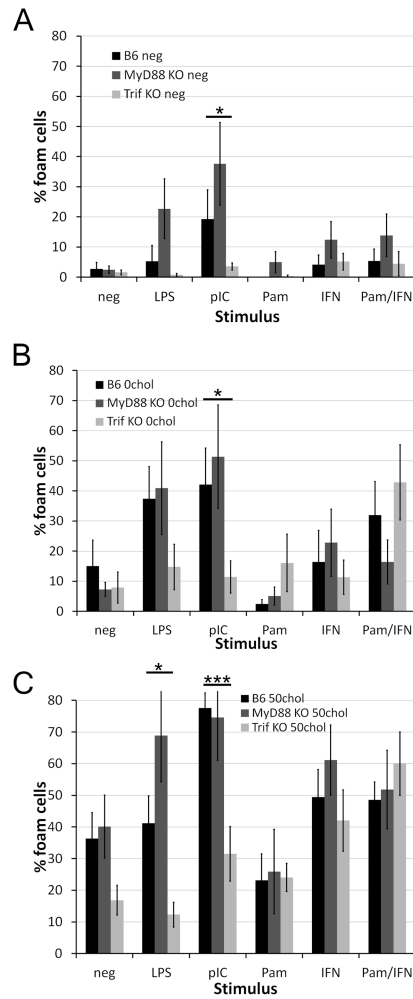 A
80
70
60
50
40
30
20
10
0
% foam cells
B6 neg
MyD88 KO neg
Trif KO neg
*
neg LPS pIC Pam IFN Pam/IFN
Stimulus
B
80
70
60
50
40
30
20
10
0
% foam cells
B6 0chol
MyD88 KO 0chol
Trif KO 0chol
*
neg LPS pIC Pam IFN Pam/IFN
Stimulus
C
80
70
60
50
40
30
20
10
0
% foam cells
* ***
B6 50chol
MyD88 KO 50chol
Trif KO 50chol
neg LPS pIC Pam IFN Pam/IFN
Stimulus